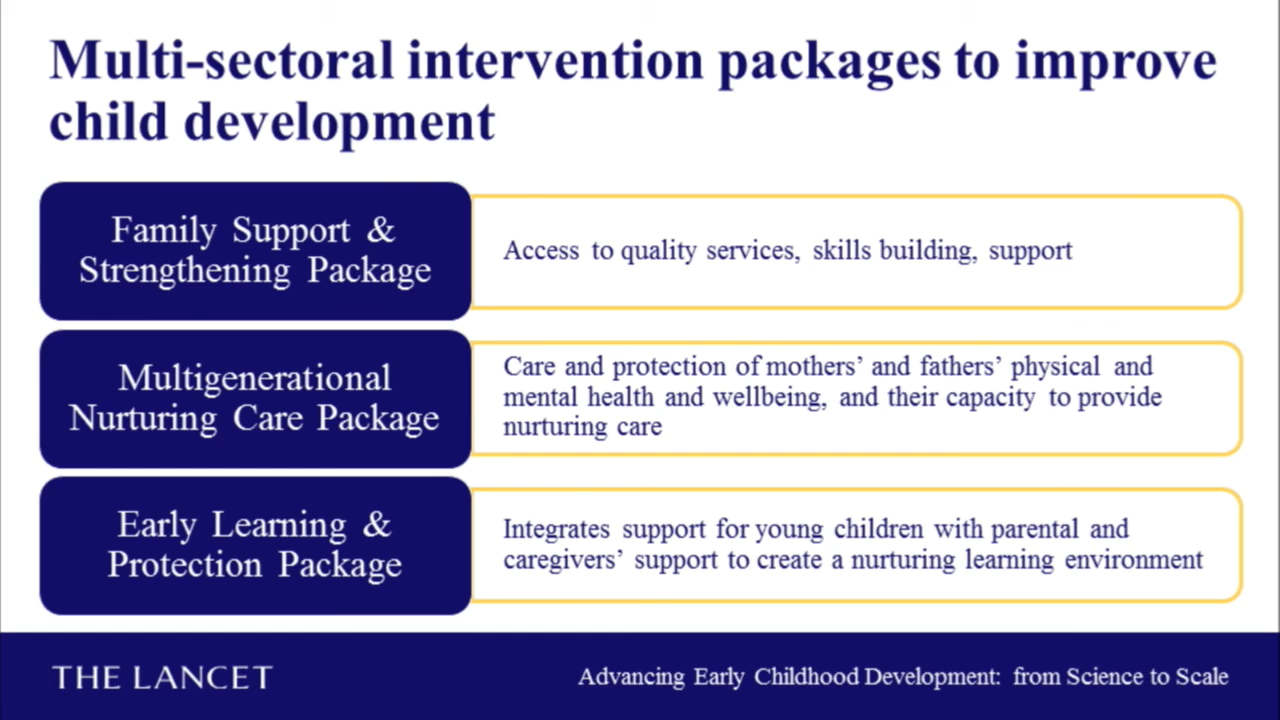 Multi-sectoral intervention packages to improve
child development
Family Support &
Strengthening Package
Access to quality services, skills building, support
Multigenerational
Nurturing Care Package
Care and protection of mothers’ and fathers’ physical and
mental health and wellbeing, and their capacity to provide
nurturing care
Early Learning &
Protection Package
Integrates support for young children with parental and
caregivers’ support to create a nurturing learning environment
THE LANCET
Advancing Early Childhood Development: from Science to Scale